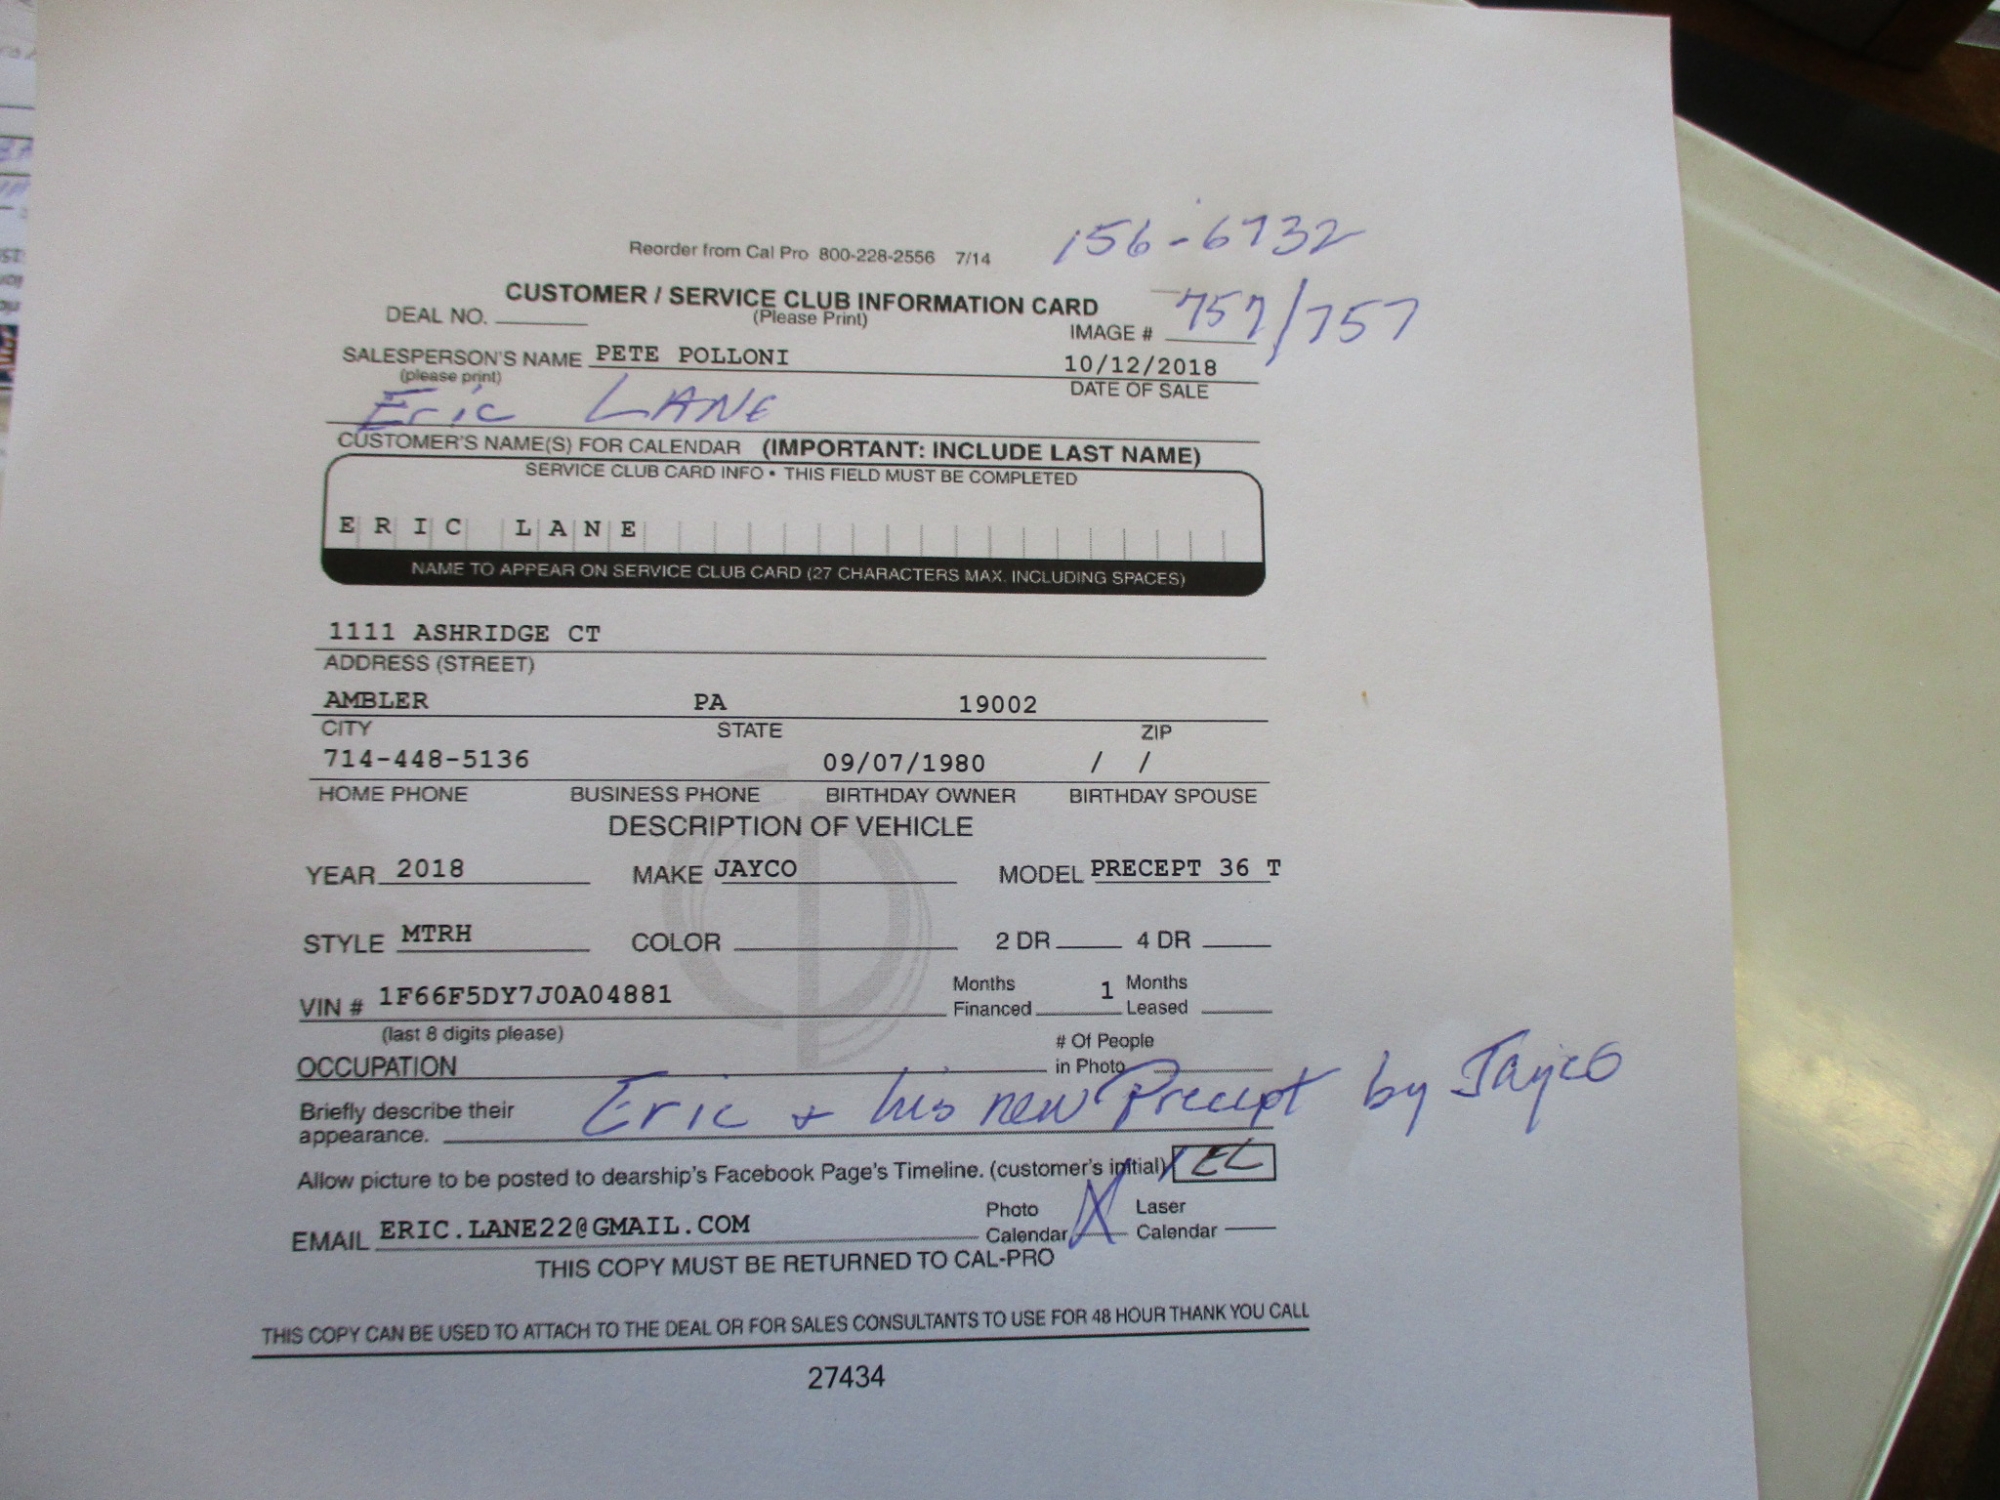 156-6732
Reorder from Cal Pro 800-228-2556 7/14
CUSTOMER / SERVICE CLUB INFORMATION CARD
(Please Print)
DEAL NO.
IMAGE # 757/757
SALESPERSON'S NAME PETE POLLONI 10/12/2018
(please print) DATE OF SALE
Eric LANE
CUSTOMER'S NAME(S) FOR CALENDAR (IMPORTANT: INCLUDE LAST NAME)
SERVICE CLUB CARD INFO • THIS FIELD MUST BE COMPLETED
ERIC LANE
NAME TO APPEAR ON SERVICE CLUB CARD (27 CHARACTERS MAX. INCLUDING SPACES)
1111 ASHRIDGE CT
ADDRESS (STREET)
AMBLER PA 19002
CITY STATE ZIP
714-448-5136 09/07/1980 / /
HOME PHONE BUSINESS PHONE BIRTHDAY OWNER BIRTHDAY SPOUSE
DESCRIPTION OF VEHICLE
YEAR 2018 MAKE JAYCO MODEL PRECEPT 36 T
STYLE MTRH COLOR 2 DR 4 DR
VIN # 1F66F5DY7J0A04881 Months Financed 1 Months Leased
(last 8 digits please)
OCCUPATION # Of People in Photo
Briefly describe their appearance. Eric + his new Precept by Jayco
Allow picture to be posted to dearship's Facebook Page's Timeline. (customer's initial) EL
EMAIL ERIC.LANE22@GMAIL.COM Photo Calendar X Laser Calendar
THIS COPY MUST BE RETURNED TO CAL-PRO
THIS COPY CAN BE USED TO ATTACH TO THE DEAL OR FOR SALES CONSULTANTS TO USE FOR 48 HOUR THANK YOU CALL
27434